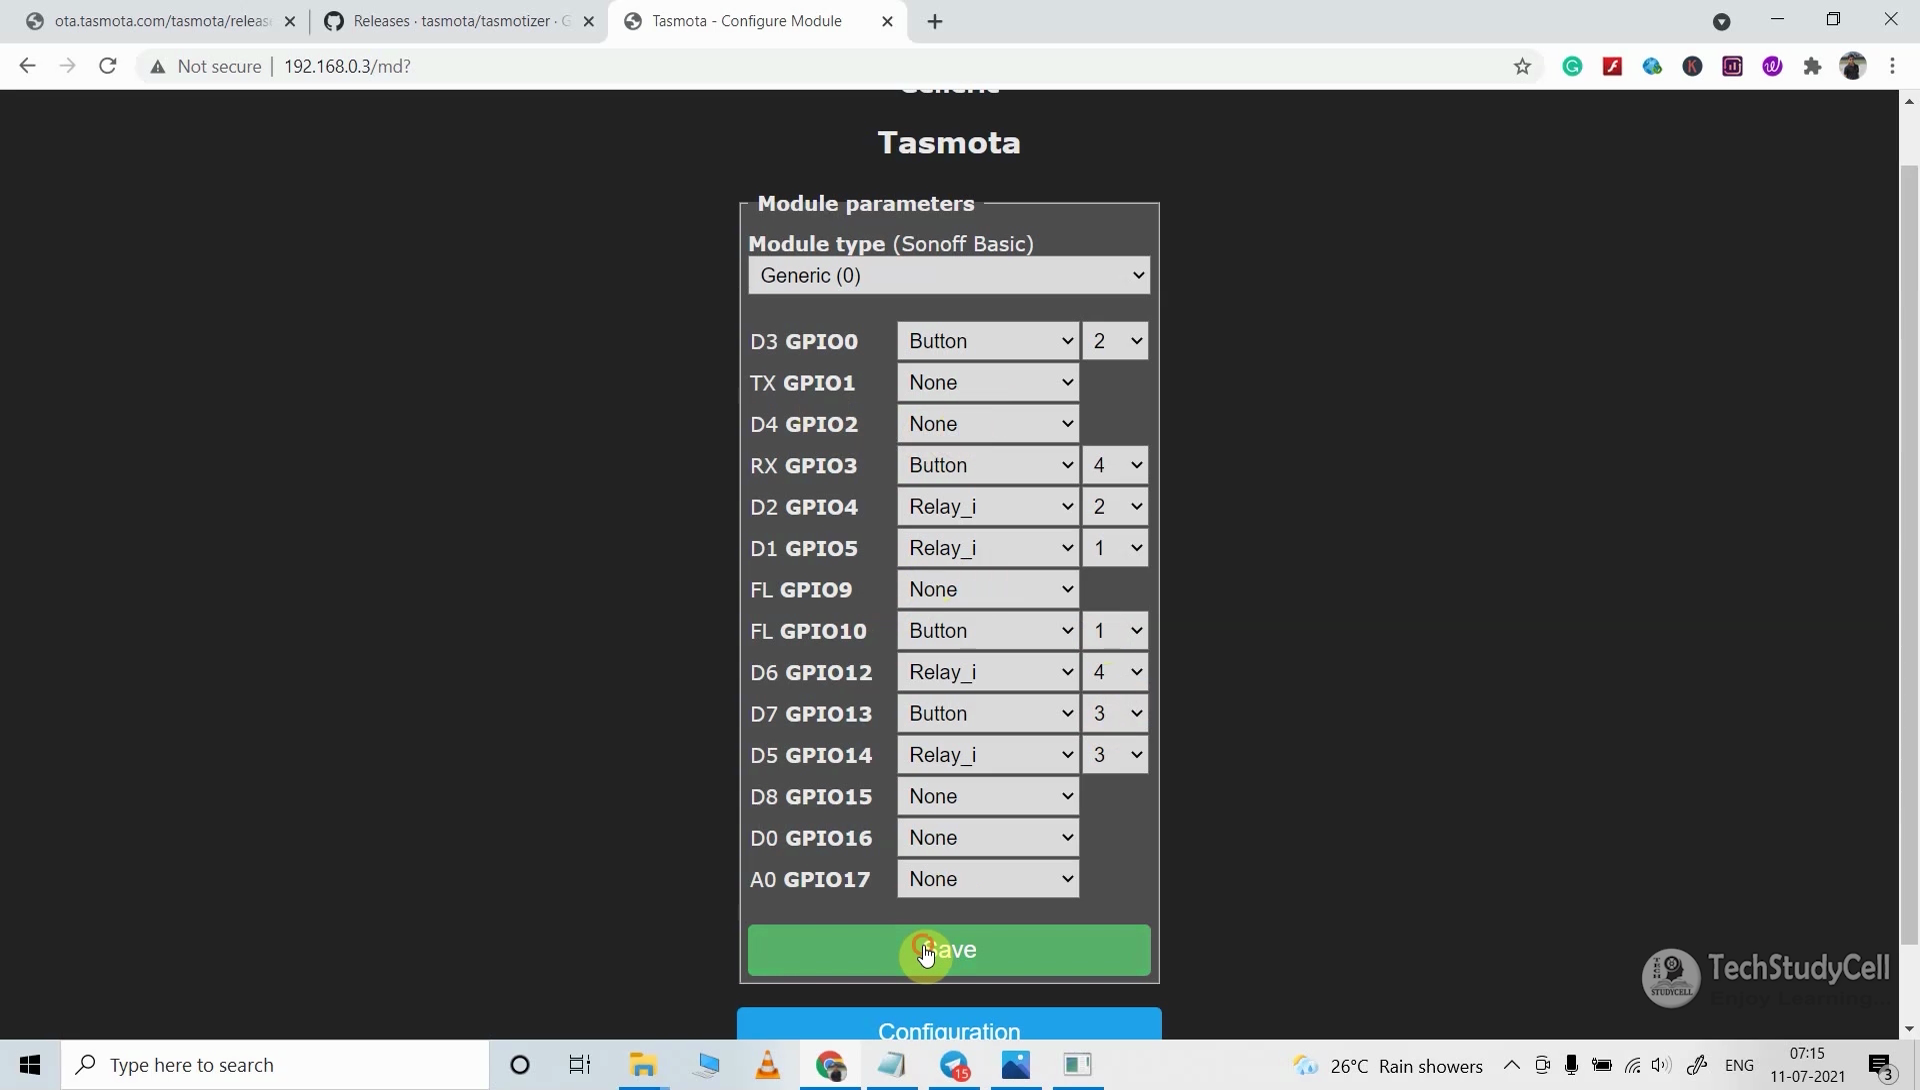 ota.tasmota.com/tasmota/releas
Releases · tasmota/tasmotizer · G
Tasmota - Configure Module
Not secure
192.168.0.3/md?
Generic
Tasmota
Module parameters
Module type (Sonoff Basic)
Generic (0)
D3 GPIO0 Button 2
TX GPIO1 None
D4 GPIO2 None
RX GPIO3 Button 4
D2 GPIO4 Relay_i 2
D1 GPIO5 Relay_i 1
FL GPIO9 None
FL GPIO10 Button 1
D6 GPIO12 Relay_i 4
D7 GPIO13 Button 3
D5 GPIO14 Relay_i 3
D8 GPIO15 None
D0 GPIO16 None
A0 GPIO17 None
Save
Configuration
TECH STUDYCELL
TechStudyCell
Enjoy Learning...
Type here to search
15
26°C Rain showers
ENG
07:15
11-07-2021
3